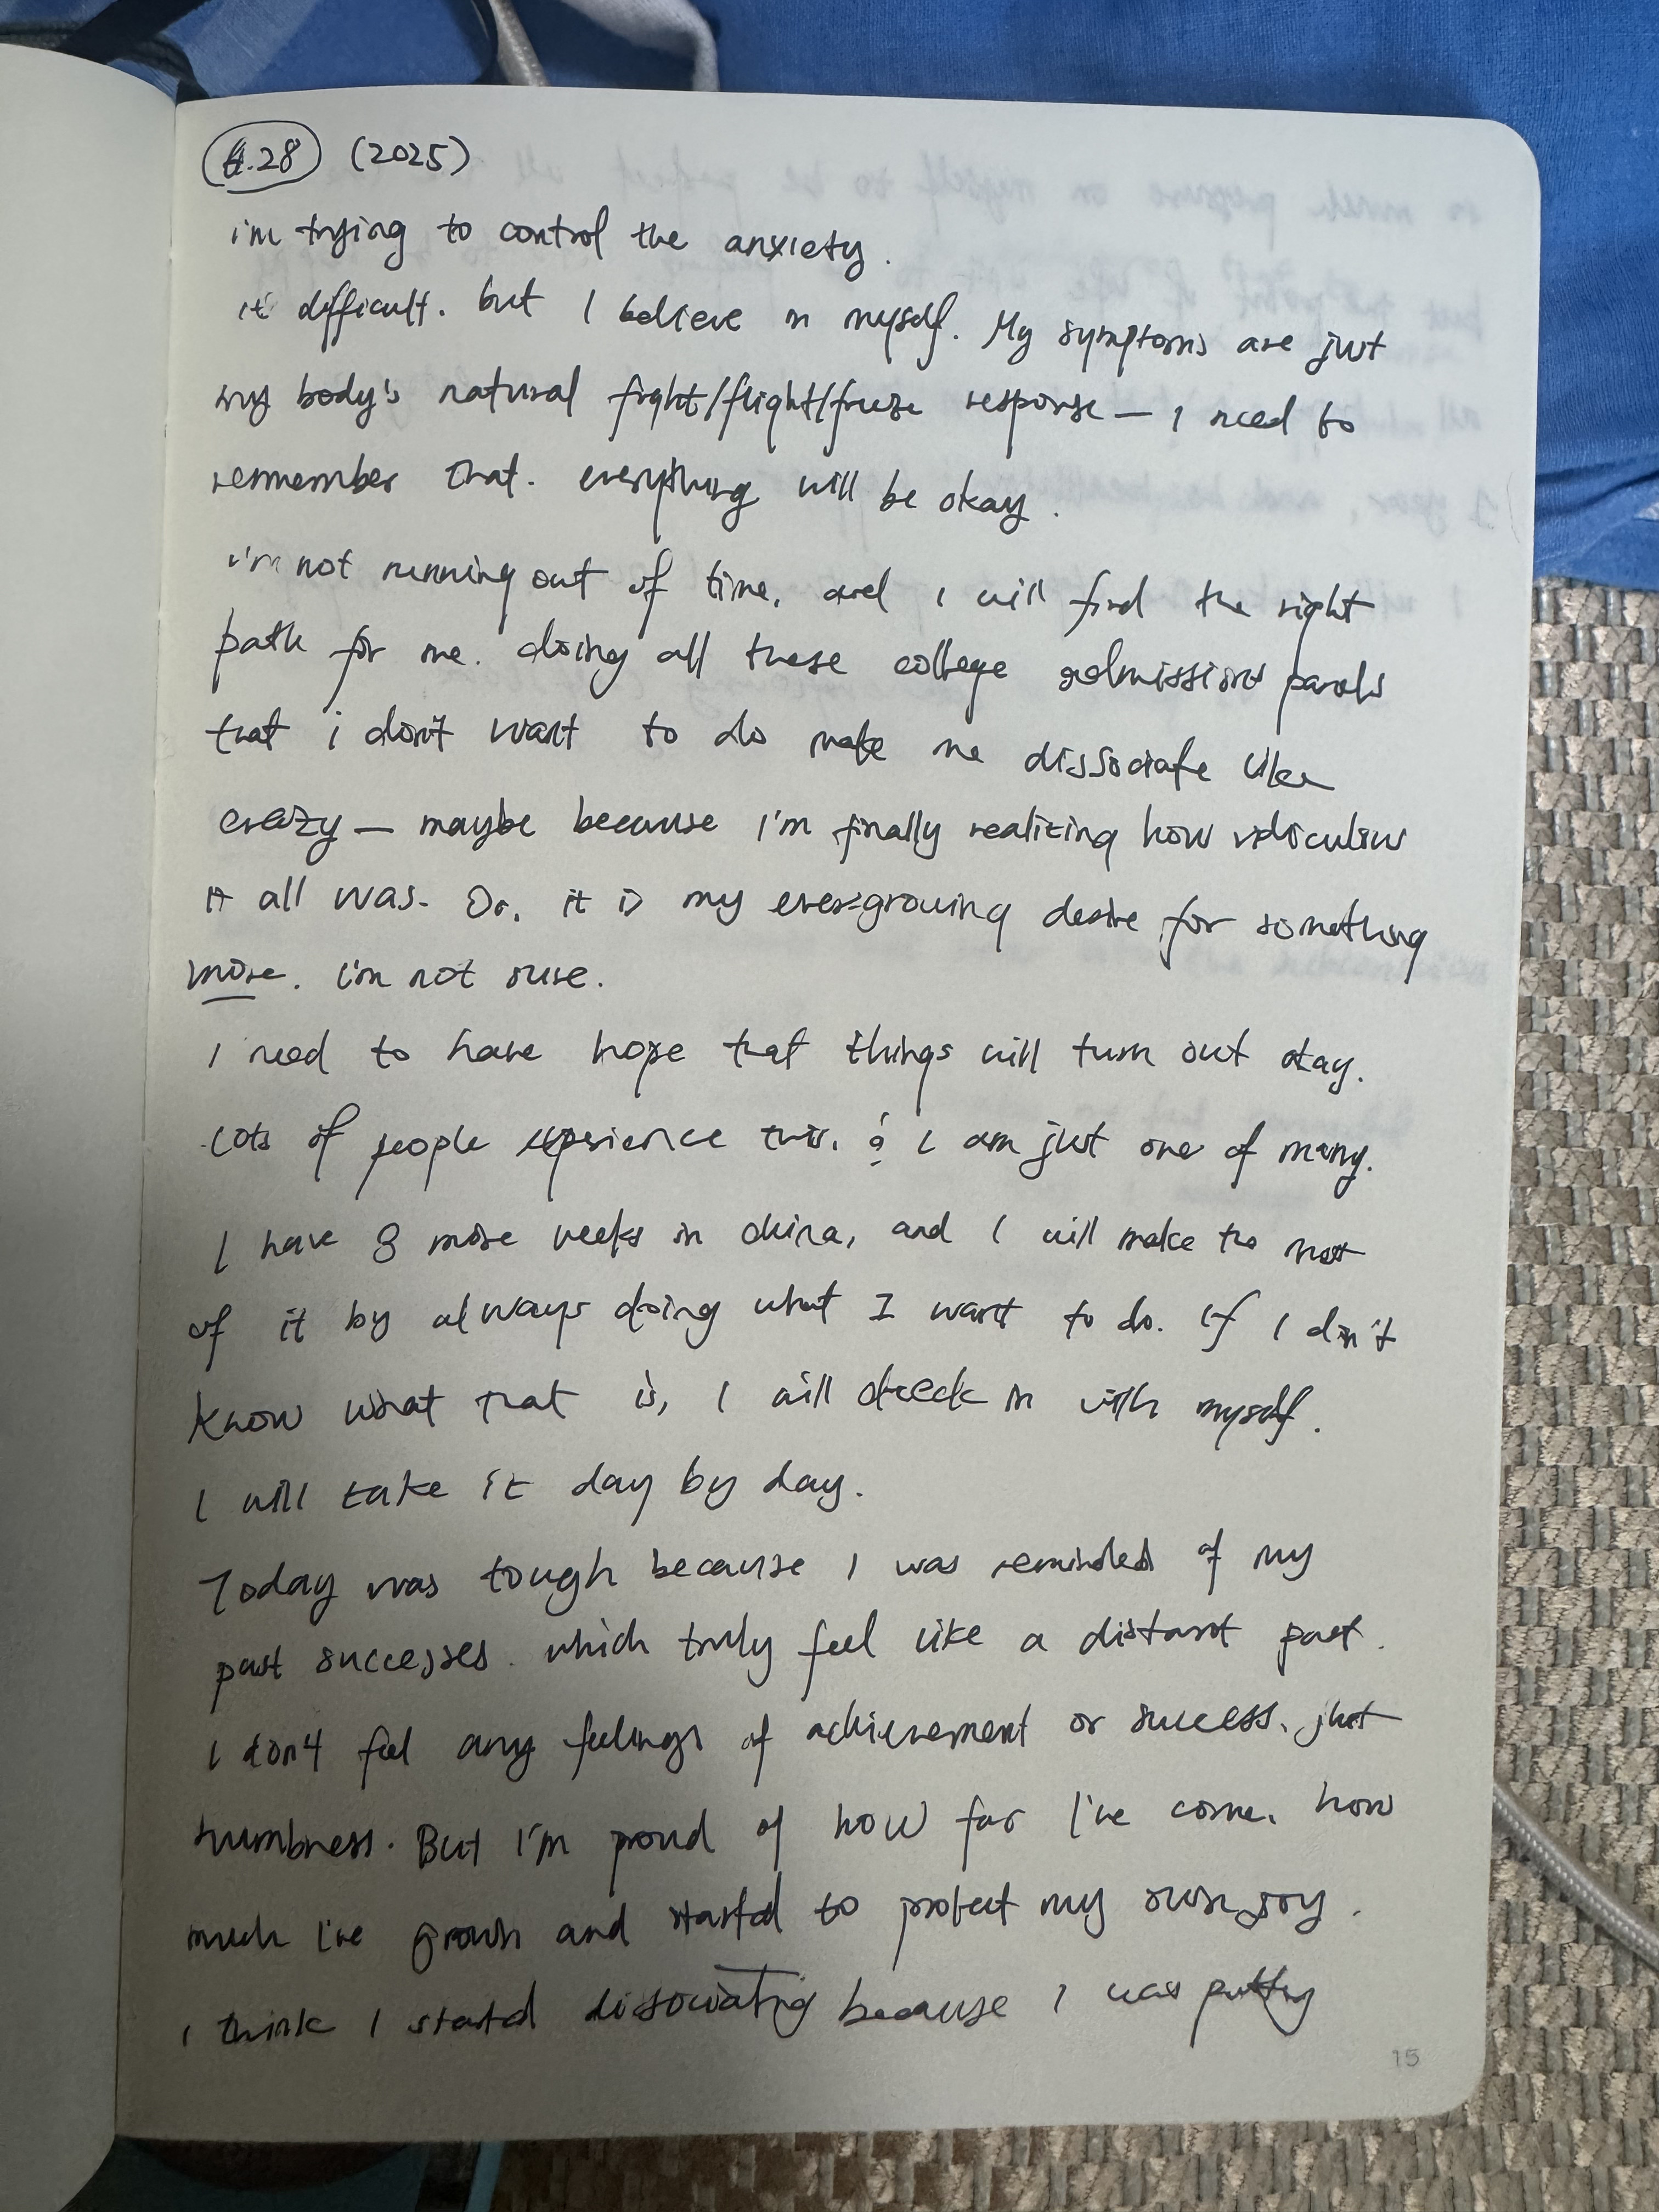 6.28 (2025)
i'm trying to control the anxiety.
it's difficult. but I believe in myself. My symptoms are just
my body's natural fight/flight/freeze response — I need to
remember that. everything will be okay.
i'm not running out of time. and I will find the right
path for me. doing all these college admissions panels
that i don't want to do make me dissociate like
crazy — maybe because I'm finally realizing how ridiculous
it all was. Or, it is my ever-growing desire for something
more. I'm not sure.
I need to have hope that things will turn out okay.
Lots of people experience this. & I am just one of many.
I have 8 more weeks in china, and I will make the most
of it by always doing what I want to do. If I don't
know what that is, I will check in with myself.
I will take it day by day.
Today was tough because I was reminded of my
past successes. which truly feel like a distant past.
I don't feel any feelings of achievement or success. just
numbness. But I'm proud of how far I've come. how
much I've grown and started to protect my own joy.
I think I started dissociating because I was putting
15